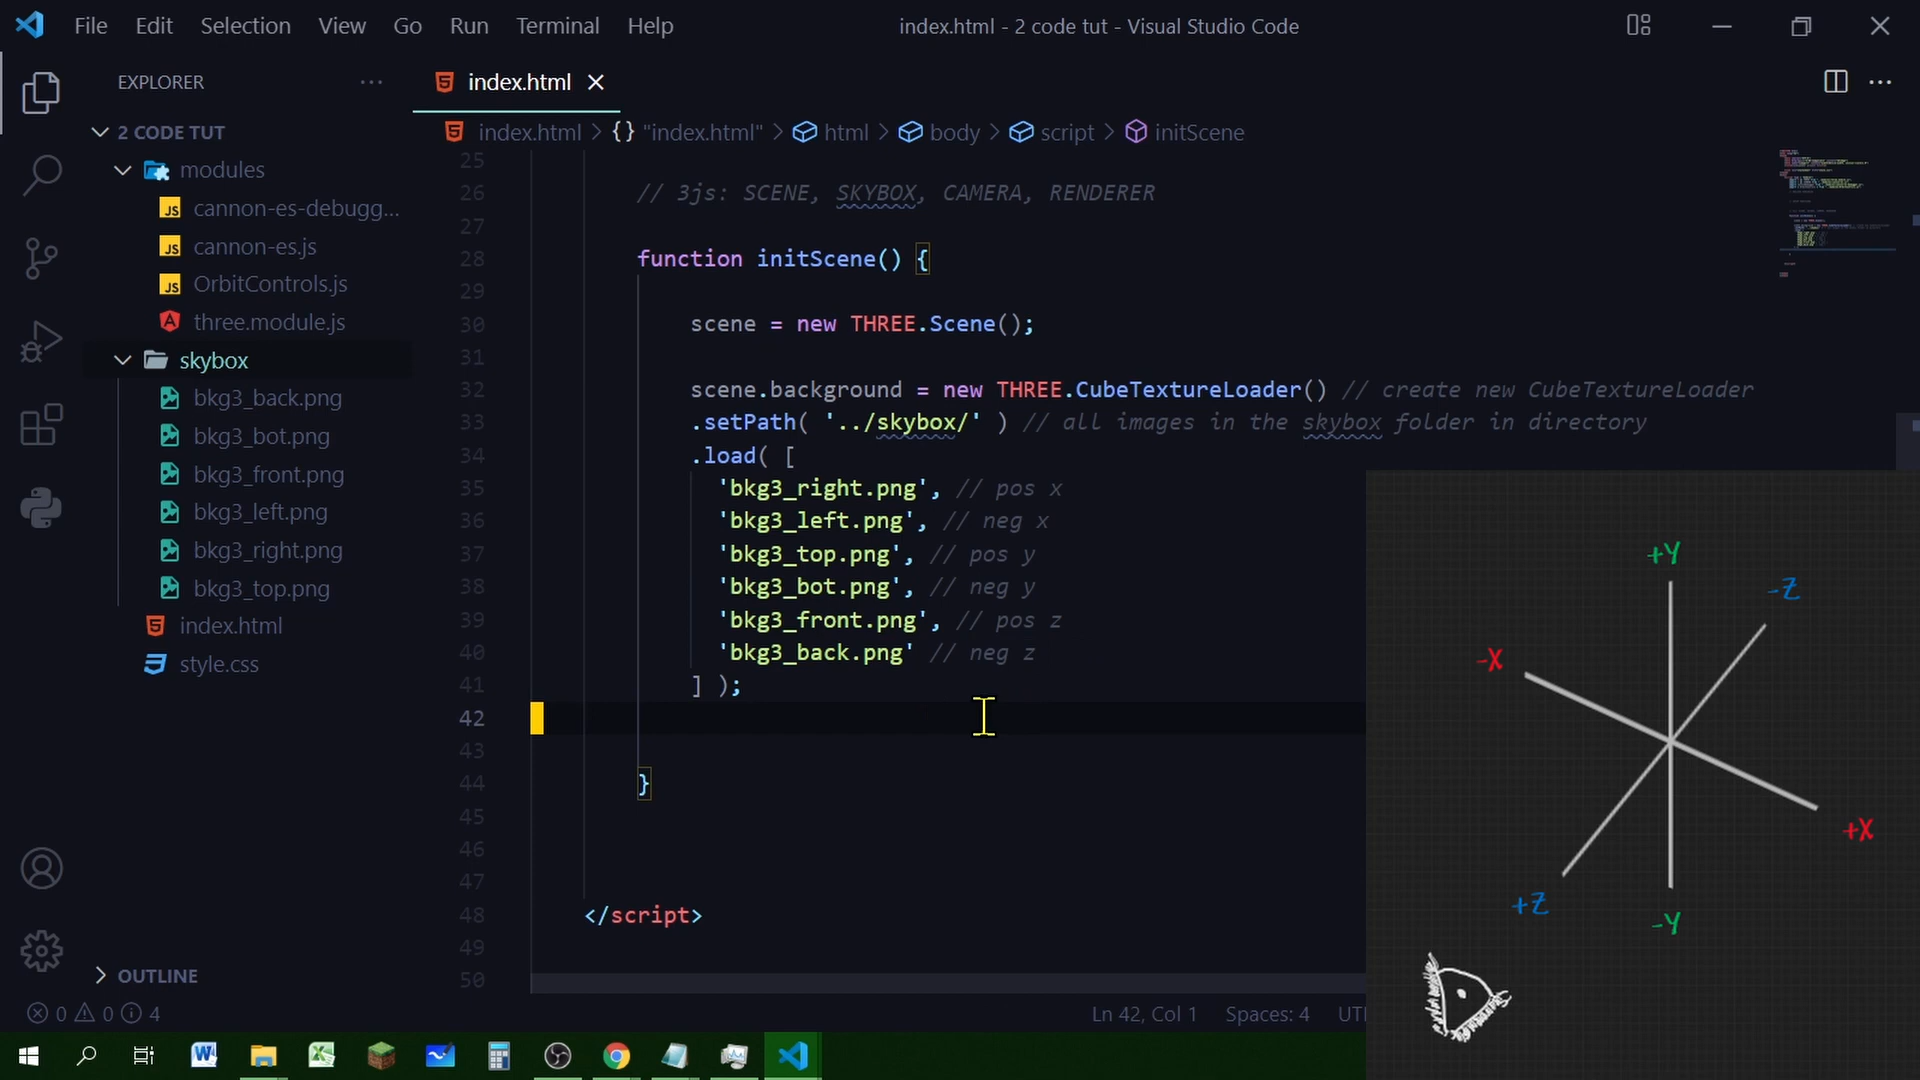 File Edit Selection View Go Run Terminal Help
index.html - 2 code tut - Visual Studio Code
EXPLORER
2 CODE TUT
modules
cannon-es-debugg...
cannon-es.js
OrbitControls.js
three.module.js
skybox
bkg3_back.png
bkg3_bot.png
bkg3_front.png
bkg3_left.png
bkg3_right.png
bkg3_top.png
index.html
style.css
OUTLINE
index.html
index.html > {} "index.html" > html > body > script > initScene
25
26 // 3js: SCENE, SKYBOX, CAMERA, RENDERER
27
28 function initScene() {
29
30 scene = new THREE.Scene();
31
32 scene.background = new THREE.CubeTextureLoader() // create new CubeTextureLoader
33 .setPath( '../skybox/' ) // all images in the skybox folder in directory
34 .load( [
35 'bkg3_right.png', // pos x
36 'bkg3_left.png', // neg x
37 'bkg3_top.png', // pos y
38 'bkg3_bot.png', // neg y
39 'bkg3_front.png', // pos z
40 'bkg3_back.png' // neg z
41 ] );
42
43
44 }
45
46
47
48 </script>
49
50
+Y
-Z
-X
+X
+Z
-Y
0 0 4
Ln 42, Col 1 Spaces: 4